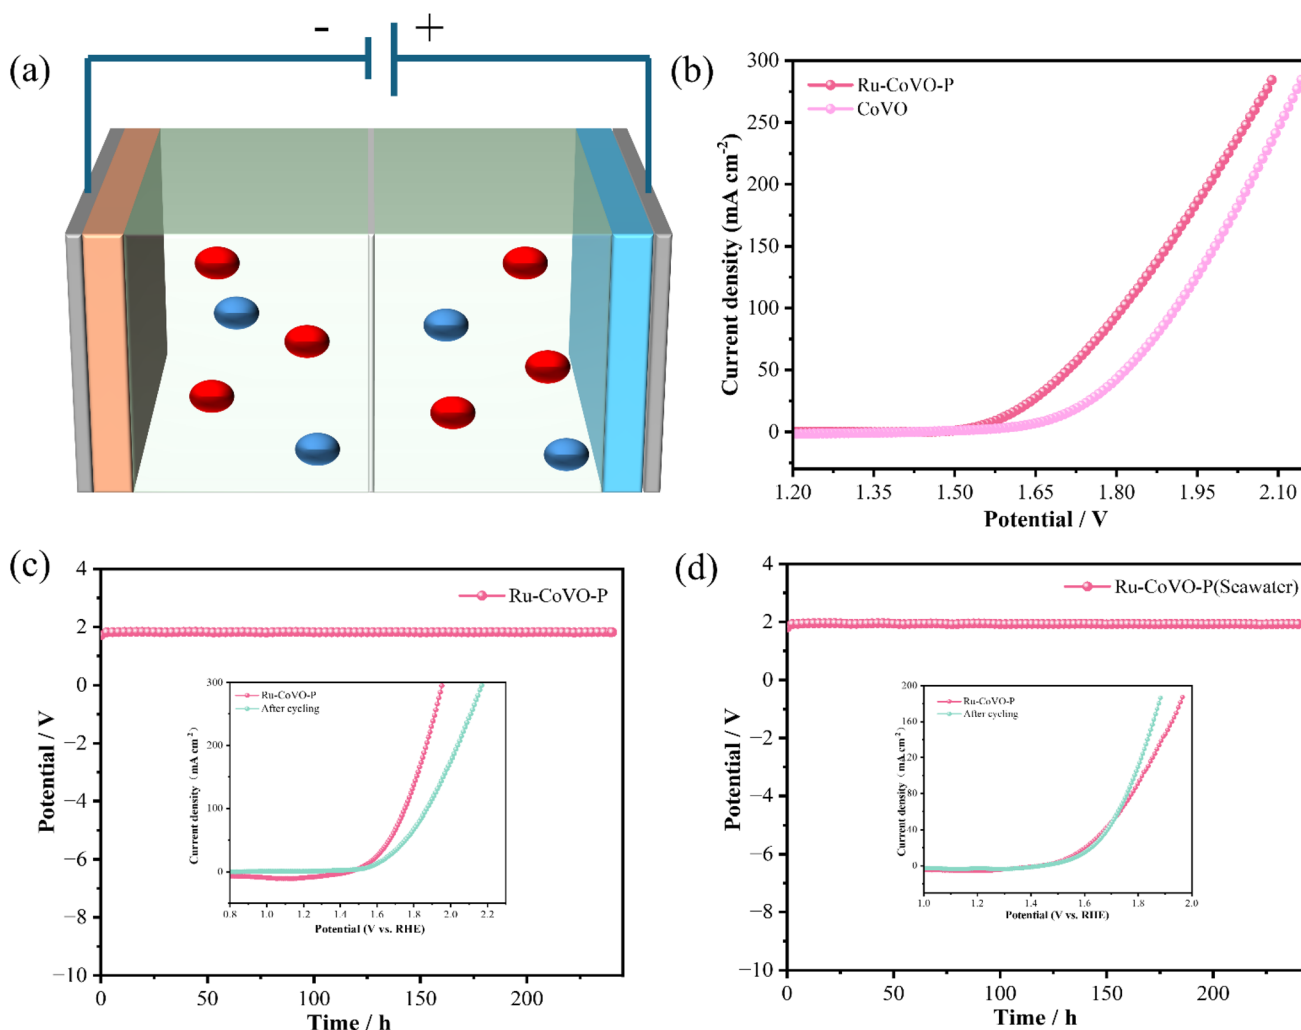 (a)
- +
(b)
Ru-CoVO-P
CoVO
300
250
200
150
100
50
0
Current density (mA cm⁻²)
1.20 1.35 1.50 1.65 1.80 1.95 2.10
Potential / V
(c)
Ru-CoVO-P
4
2
0
−2
−4
−6
−8
−10
Potential / V
0 50 100 150 200
Time / h
Ru-CoVO-P
After cycling
300
200
100
0
Current density ( mA cm⁻²)
0.8 1.0 1.2 1.4 1.6 1.8 2.0 2.2
Potential (V vs. RHE)
(d)
Ru-CoVO-P(Seawater)
4
2
0
−2
−4
−6
−8
−10
Potential / V
0 50 100 150 200
Time / h
Ru-CoVO-P
After cycling
200
160
120
80
40
0
Current density ( mA cm⁻²)
1.0 1.2 1.4 1.6 1.8 2.0
Potential (V vs. RHE)